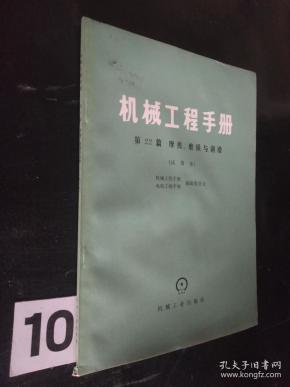 机械工程手册
第22篇 摩擦、磨损与润滑
(试用本)
机械工程手册
电机工程手册 编辑委员会
机械工业出版社
10
孔夫子旧书网